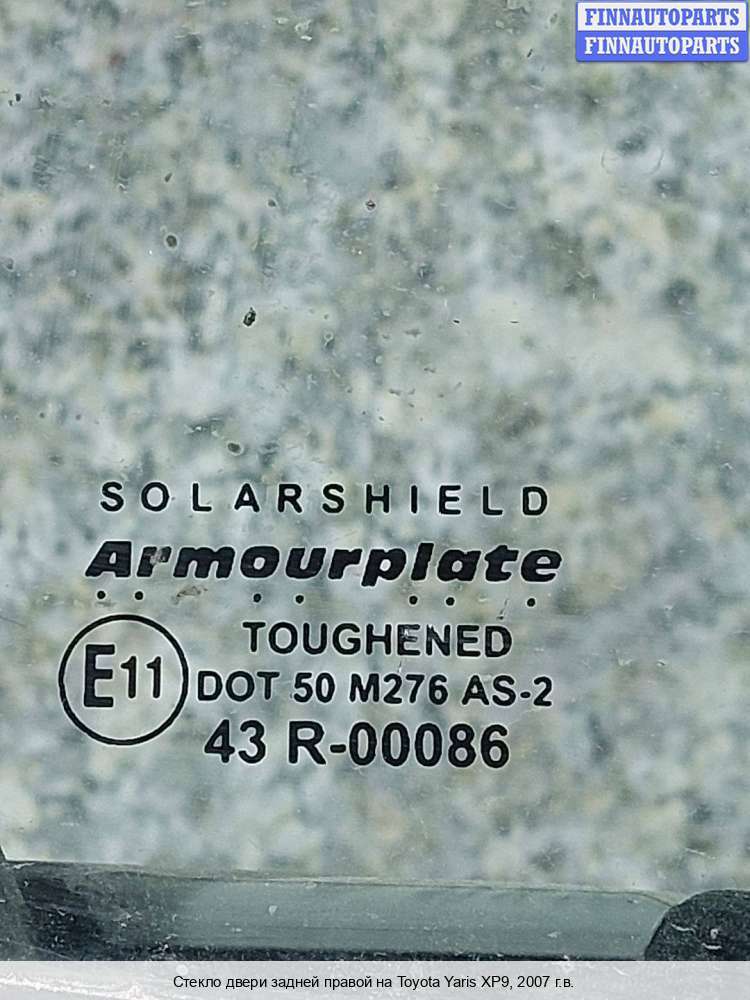 FINNAUTOPARTS
FINNAUTOPARTS
SOLARSHIELD
Armourplate
TOUGHENED
E11
DOT 50 M276 AS-2
43 R-00086
Стекло двери задней правой на Toyota Yaris XP9, 2007 г.в.